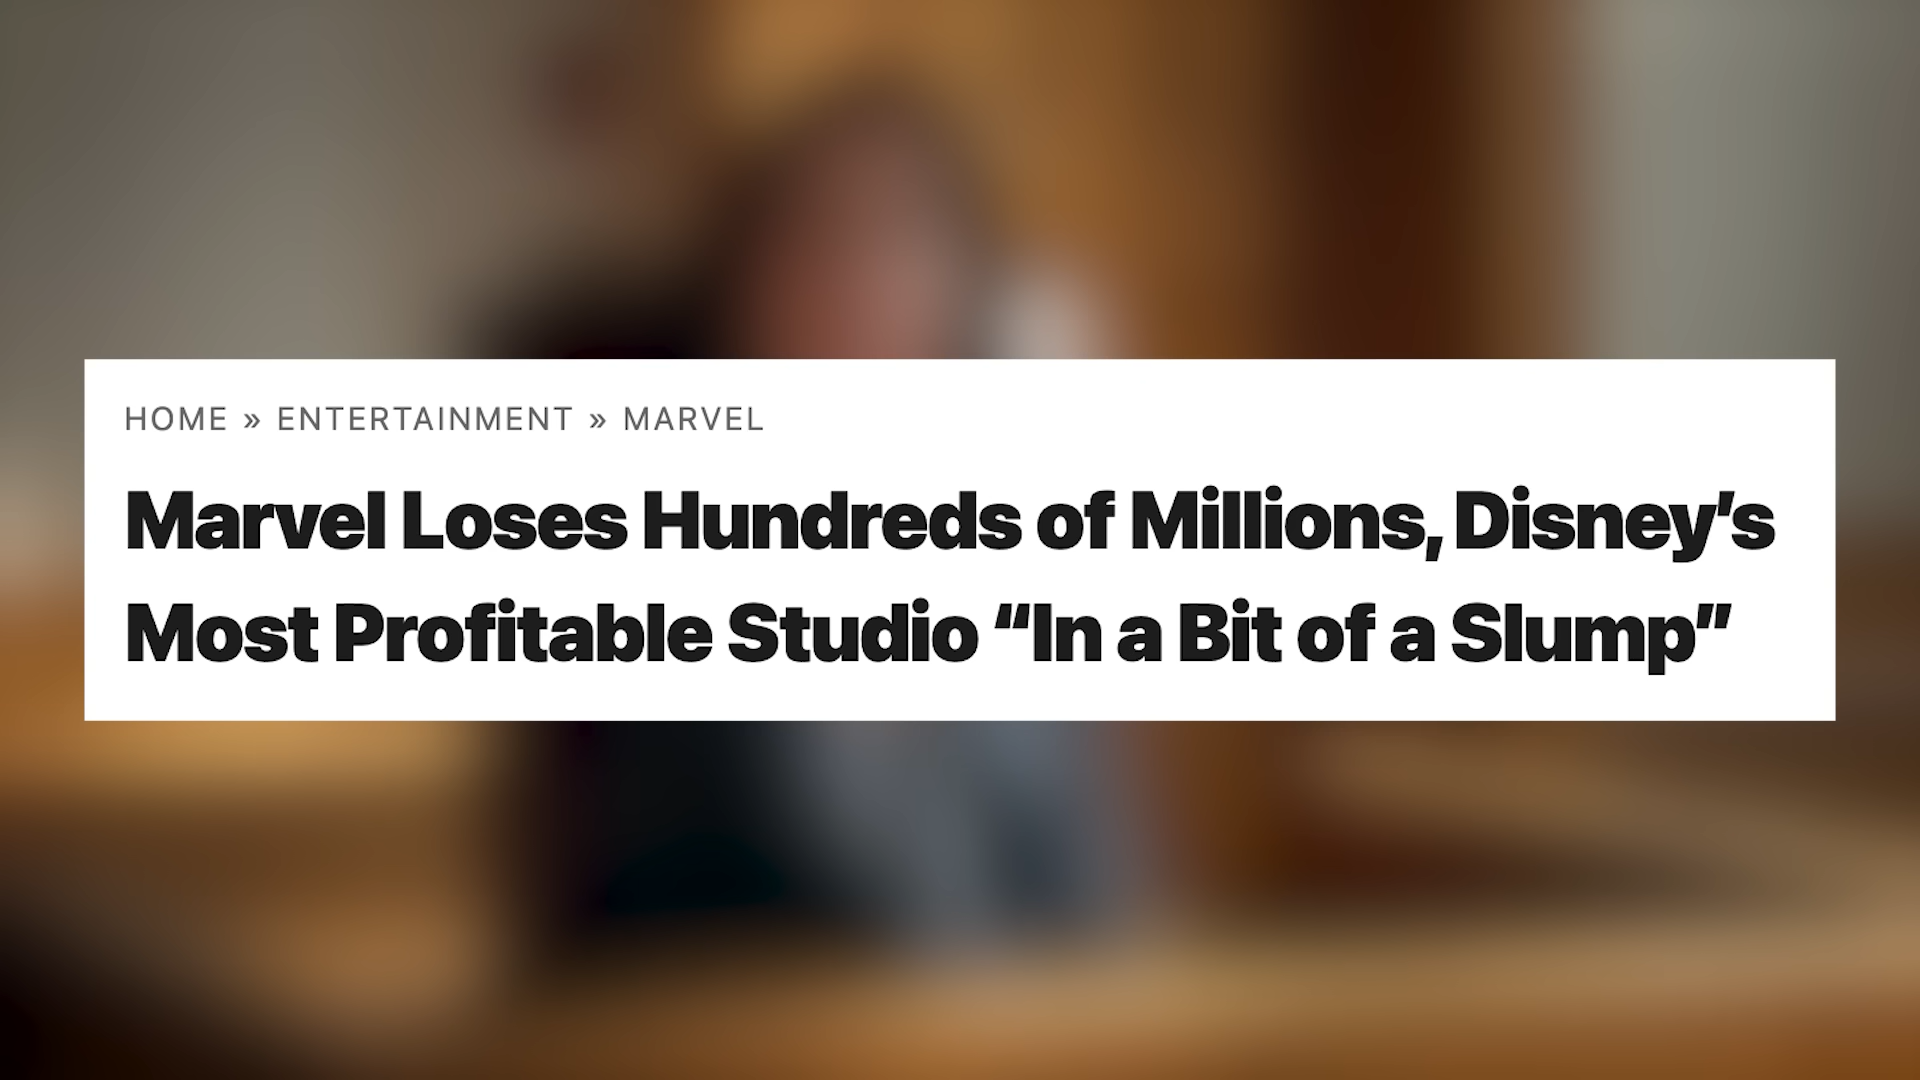 HOME » ENTERTAINMENT » MARVEL
Marvel Loses Hundreds of Millions, Disney’s
Most Profitable Studio “In a Bit of a Slump”